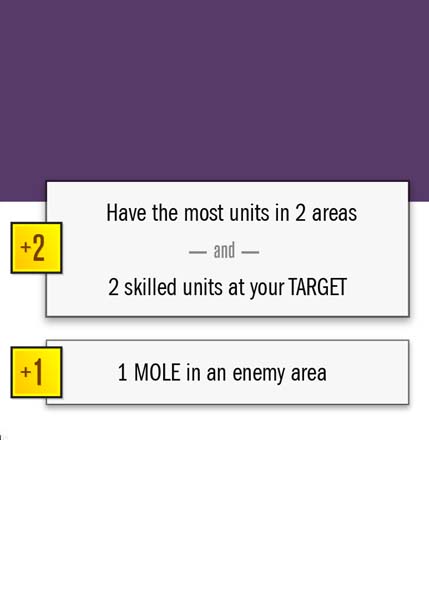 Have the most units in 2 areas
+2
— and —
2 skilled units at your TARGET
+1
1 MOLE in an enemy area